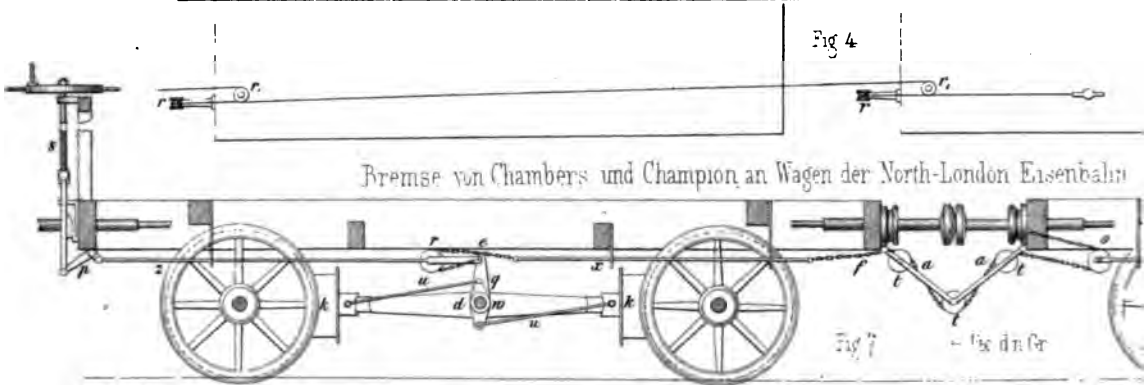 Fig 4
r r, r r,
s
Bremse von Chambers und Champion an Wagen der North-London Eisenbahn
p z r e x f t a a t o
u q
k d w k t
u
Fig 7